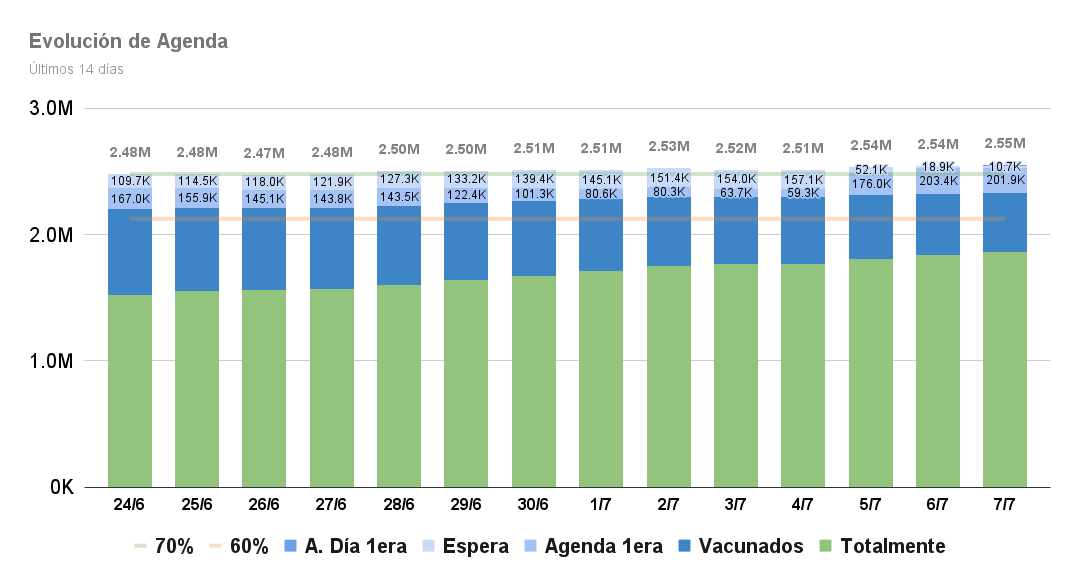 Evolución de Agenda
Últimos 14 días
3.0M
2.48M 2.48M 2.47M 2.48M 2.50M 2.50M 2.51M 2.51M 2.53M 2.52M 2.51M 2.54M 2.54M 2.55M
109.7K 114.5K 118.0K 121.9K 127.3K 133.2K 139.4K 145.1K 151.4K 154.0K 157.1K 52.1K 18.9K 10.7K
167.0K 155.9K 145.1K 143.8K 143.5K 122.4K 101.3K 80.6K 80.3K 63.7K 59.3K 176.0K 203.4K 201.9K
2.0M
1.0M
0K
24/6 25/6 26/6 27/6 28/6 29/6 30/6 1/7 2/7 3/7 4/7 5/7 6/7 7/7
70% 60% A. Día 1era Espera Agenda 1era Vacunados Totalmente